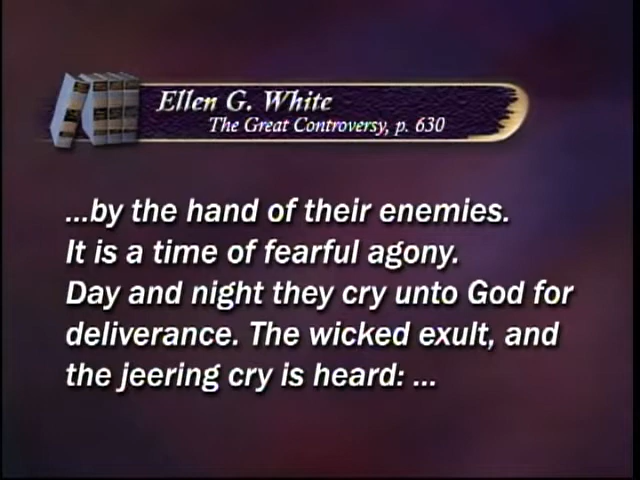 Ellen G. White
The Great Controversy, p. 630
...by the hand of their enemies.
It is a time of fearful agony.
Day and night they cry unto God for
deliverance. The wicked exult, and
the jeering cry is heard: ...